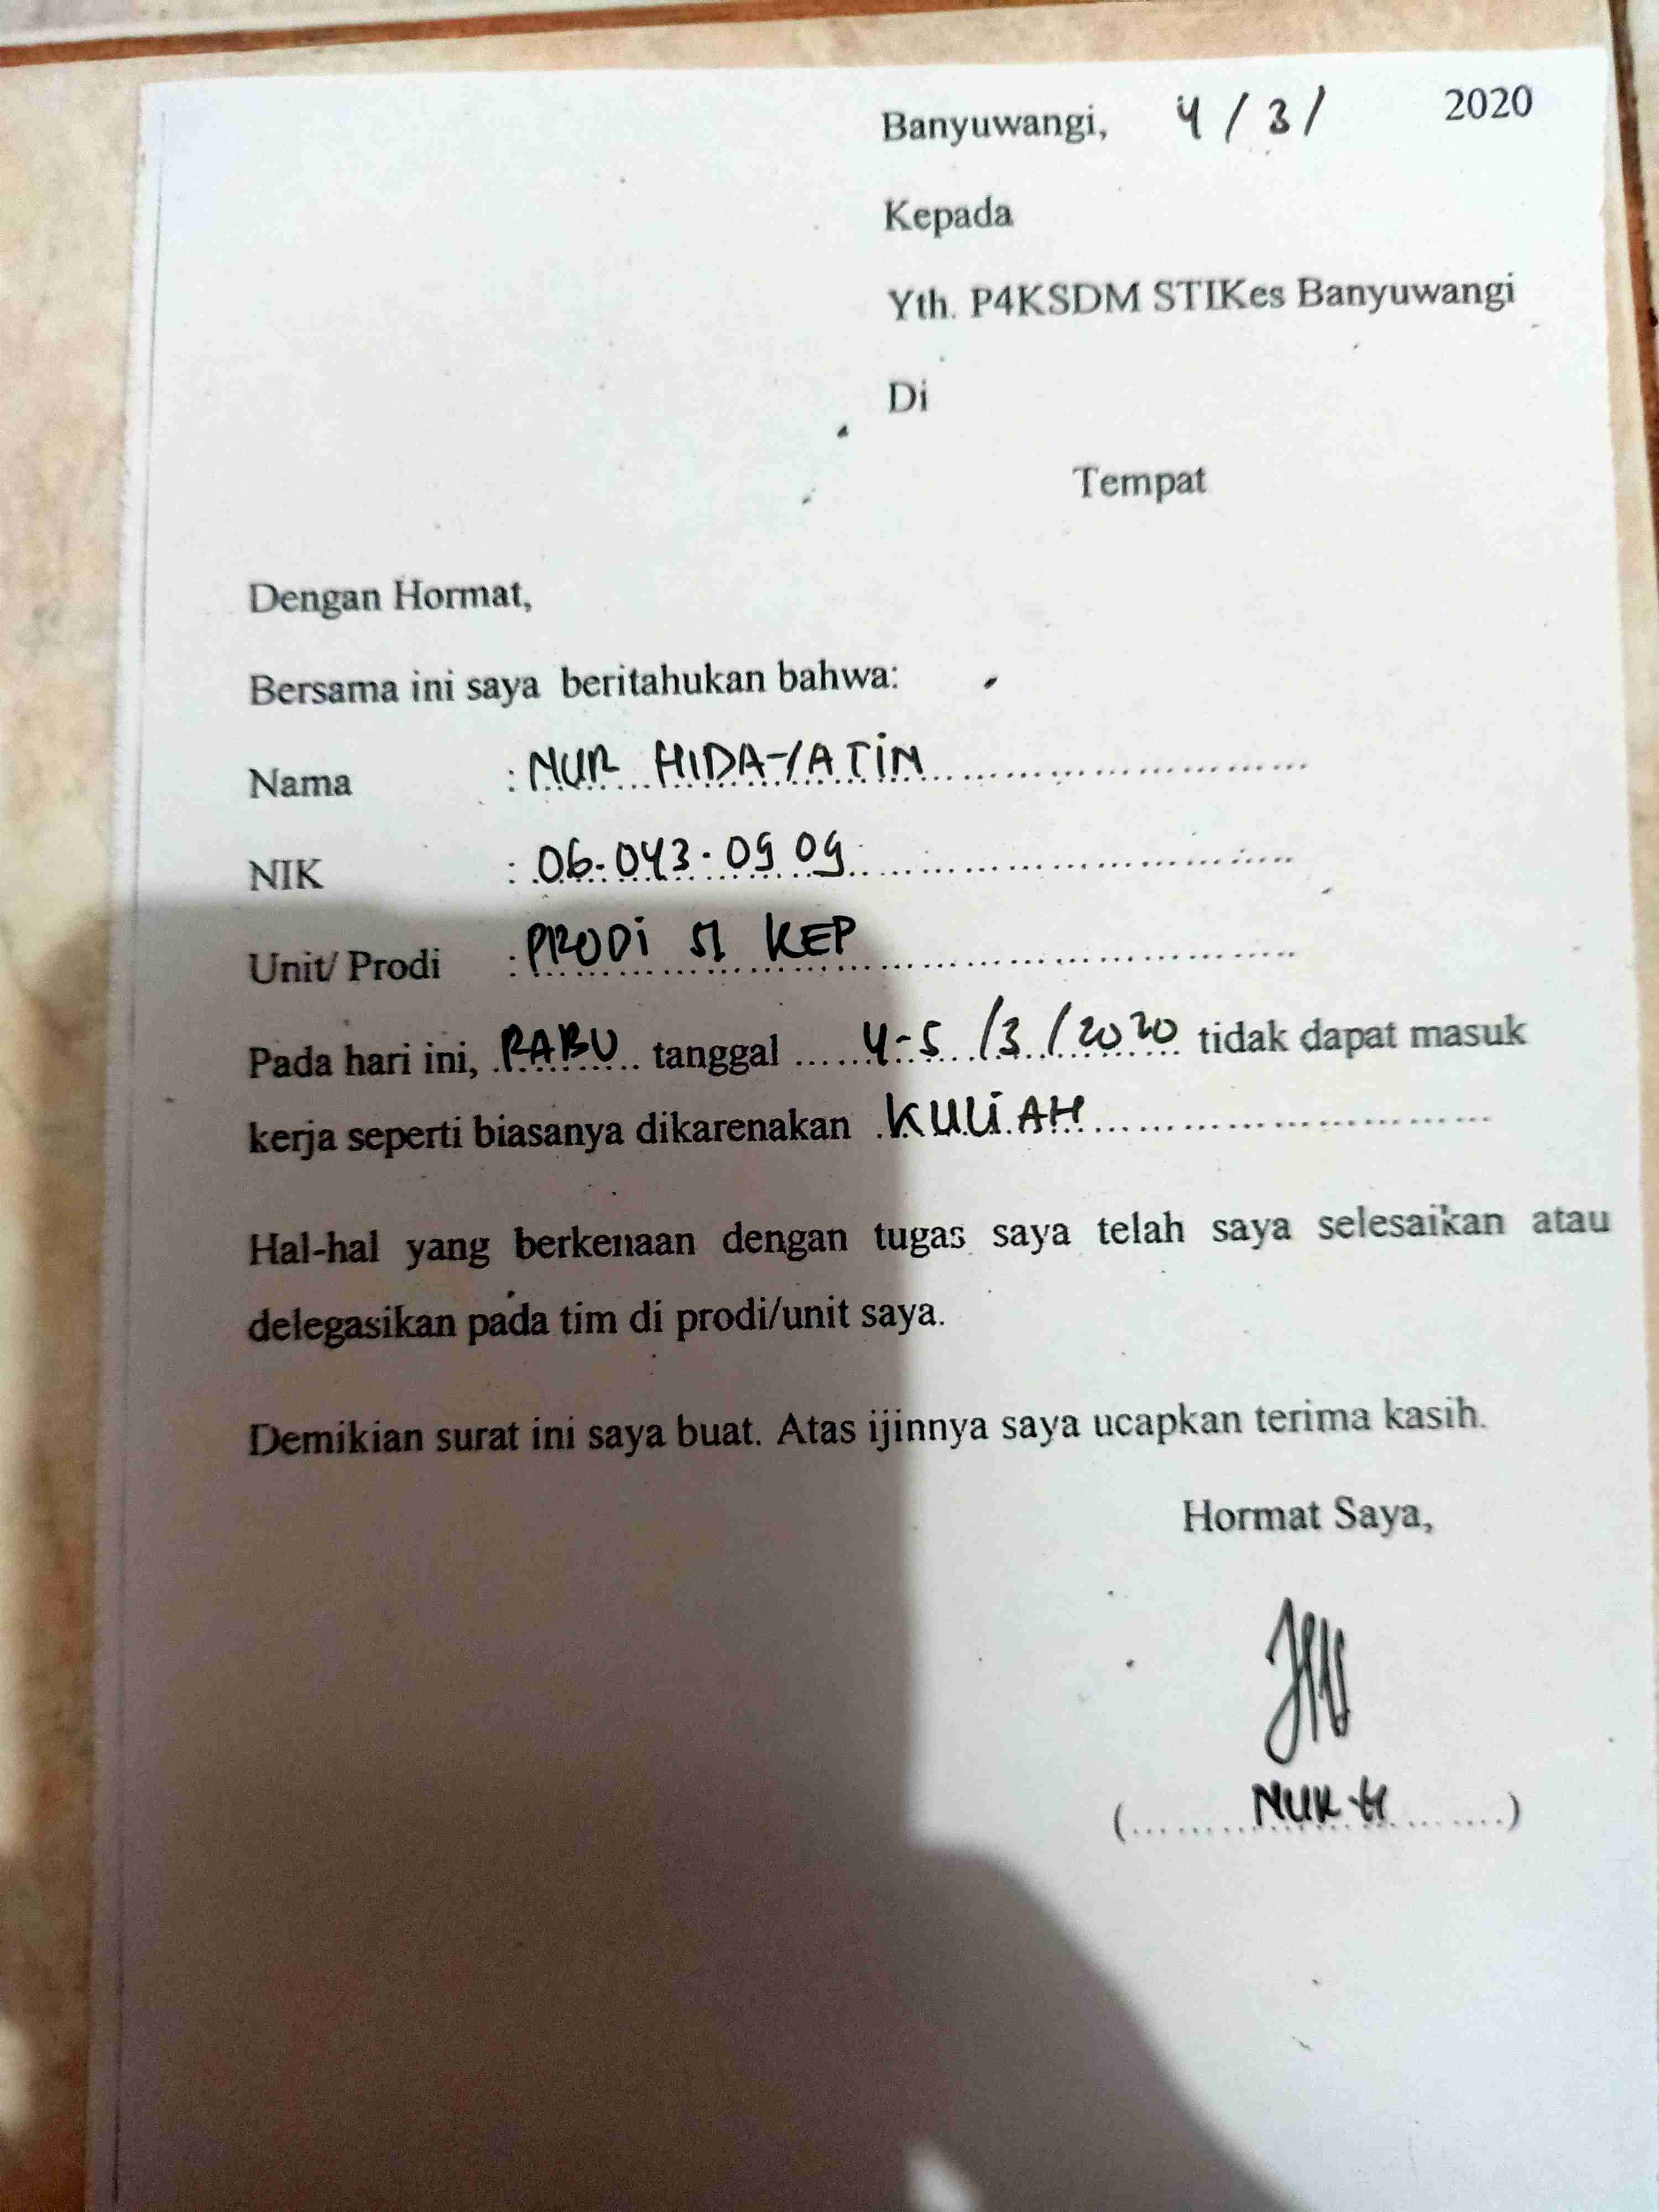 Banyuwangi, 4/3/ 2020
Kepada
Yth. P4KSDM STIKes Banyuwangi
Di
Tempat
Dengan Hormat,
Bersama ini saya beritahukan bahwa:
Nama : NUR HIDAYATIN
NIK : 06.043.0909
Unit/ Prodi : PRODI S1 KEP
Pada hari ini, RABU tanggal 4-5/3/2020 tidak dapat masuk
kerja seperti biasanya dikarenakan KULIAH
Hal-hal yang berkenaan dengan tugas saya telah saya selesaikan atau
delegasikan pada tim di prodi/unit saya.
Demikian surat ini saya buat. Atas ijinnya saya ucapkan terima kasih.
Hormat Saya,
(NUR H)